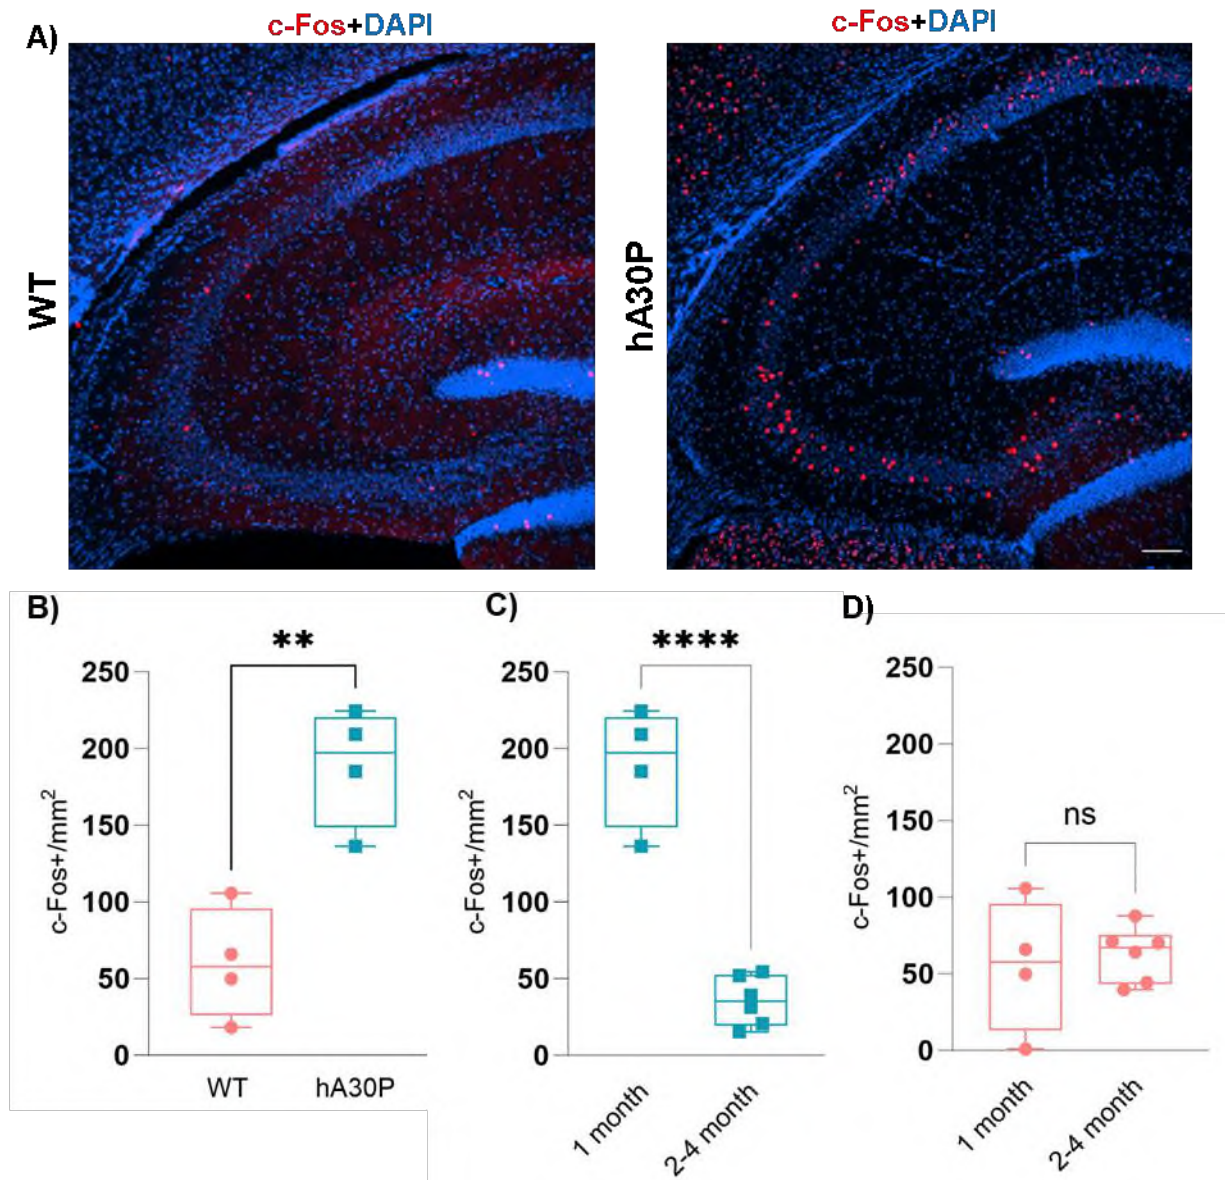 A)
c-Fos+DAPI
c-Fos+DAPI
WT
hA30P
B)
**
250
200
150
100
50
0
c-Fos+/mm²
WT
hA30P
C)
****
250
200
150
100
50
0
c-Fos+/mm²
1 month
2-4 month
D)
ns
250
200
150
100
50
0
c-Fos+/mm²
1 month
2-4 month